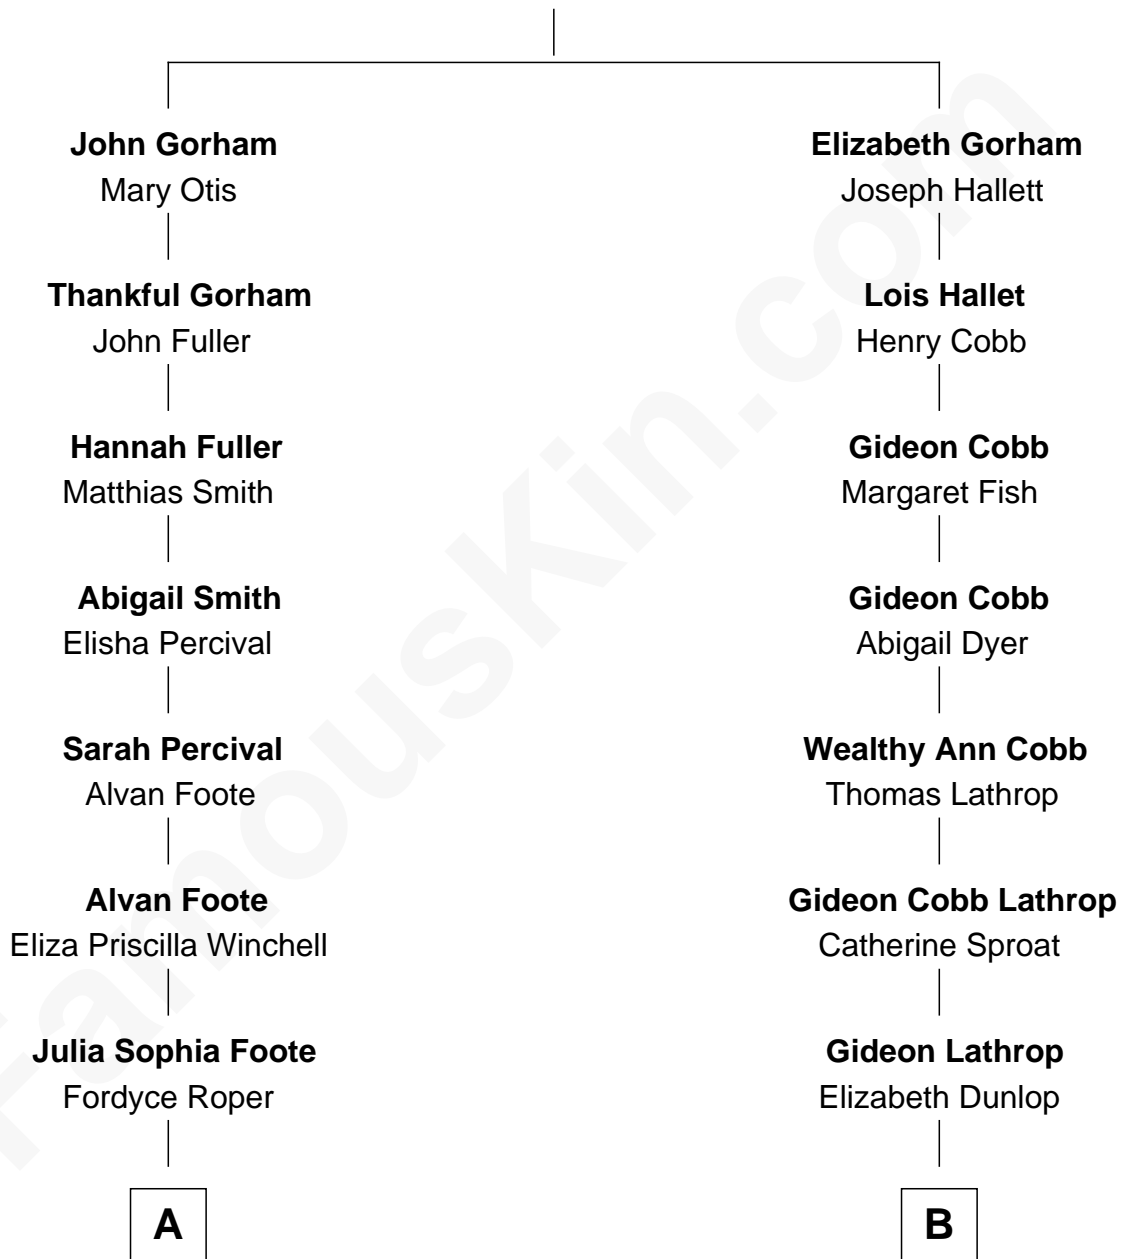 John Gorham
Mary Otis
Thankful Gorham
John Fuller
Hannah Fuller
Matthias Smith
Abigail Smith
Elisha Percival
Sarah Percival
Alvan Foote
Alvan Foote
Eliza Priscilla Winchell
Julia Sophia Foote
Fordyce Roper
A
Elizabeth Gorham
Joseph Hallett
Lois Hallet
Henry Cobb
Gideon Cobb
Margaret Fish
Gideon Cobb
Abigail Dyer
Wealthy Ann Cobb
Thomas Lathrop
Gideon Cobb Lathrop
Catherine Sproat
Gideon Lathrop
Elizabeth Dunlop
B
FamousKin.com